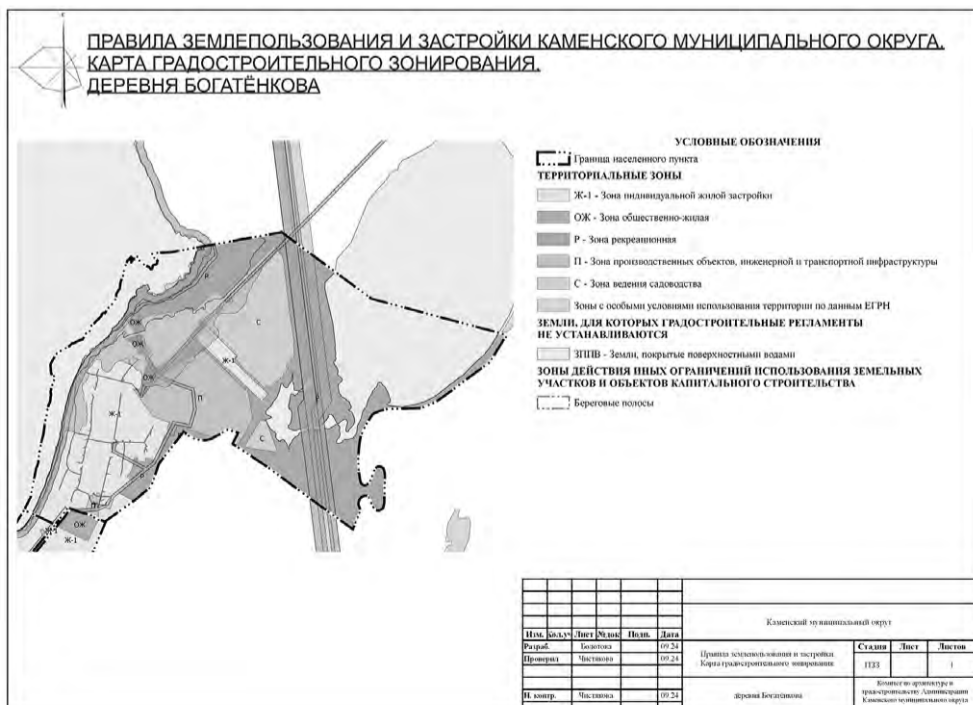 ПРАВИЛА ЗЕМЛЕПОЛЬЗОВАНИЯ И ЗАСТРОЙКИ КАМЕНСКОГО МУНИЦИПАЛЬНОГО ОКРУГА.
КАРТА ГРАДОСТРОИТЕЛЬНОГО ЗОНИРОВАНИЯ.
ДЕРЕВНЯ БОГАТЁНКОВА
УСЛОВНЫЕ ОБОЗНАЧЕНИЯ
Граница населенного пункта
ТЕРРИТОРИАЛЬНЫЕ ЗОНЫ
Ж-1 - Зона индивидуальной жилой застройки
ОЖ - Зона общественно-жилая
Р - Зона рекреационная
П - Зона производственных объектов, инженерной и транспортной инфраструктуры
С - Зона ведения садоводства
Зоны с особыми условиями использования территории по данным ЕГРН
ЗЕМЛИ, ДЛЯ КОТОРЫХ ГРАДОСТРОИТЕЛЬНЫЕ РЕГЛАМЕНТЫ
НЕ УСТАНАВЛИВАЮТСЯ
ЗППВ - Земли, покрытые поверхностными водами
ЗОНЫ ДЕЙСТВИЯ ИНЫХ ОГРАНИЧЕНИЙ ИСПОЛЬЗОВАНИЯ ЗЕМЕЛЬНЫХ
УЧАСТКОВ И ОБЪЕКТОВ КАПИТАЛЬНОГО СТРОИТЕЛЬСТВА
Береговые полосы
Р
ОЖ
С
ОЖ
Ж-1
ОЖ
П
Ж-1
С
П
ОЖ
Ж-1
Каменский муниципальный округ
Изм. Кол.уч Лист №док Подп. Дата
Разраб. Болотова 09.24
Проверил Чистякова 09.24
Правила землепользования и застройки.
Карта градостроительного зонирования.
Стадия Лист Листов
ПЗЗ 1
Н. контр. Чистякова 09.24
деревня Богатёнкова
Комитет по архитектуре и
градостроительству Администрации
Каменского муниципального округа